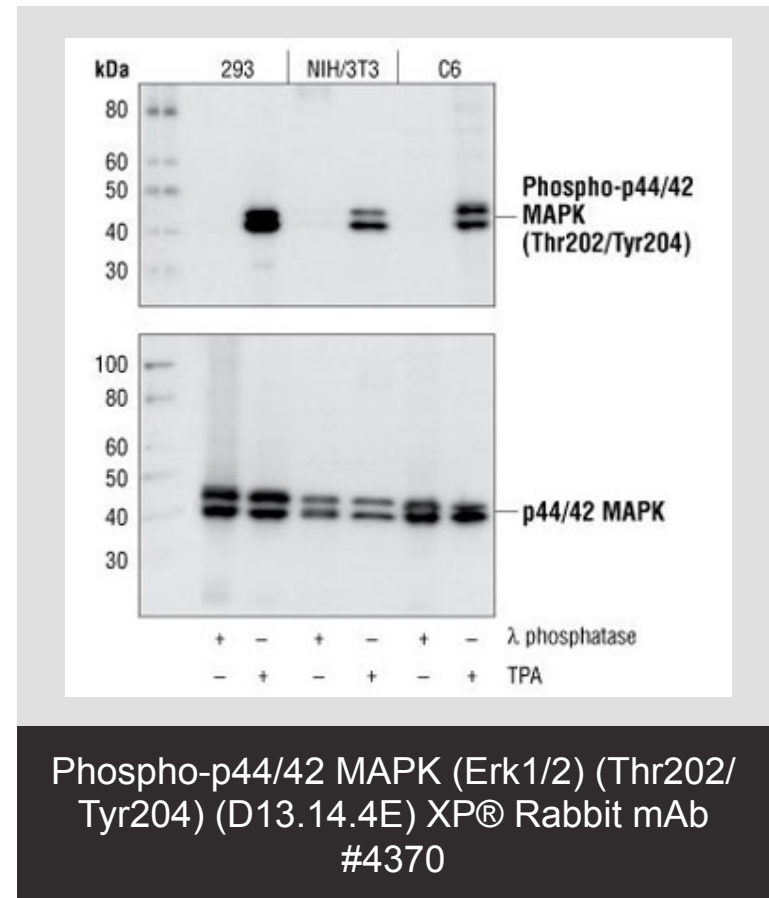 kDa 293 NIH/3T3 C6
80
60
50
40
30
Phospho-p44/42
MAPK
(Thr202/Tyr204)
100
80
60
50
40
30
p44/42 MAPK
+ – + – + – λ phosphatase
– + – + – + TPA
Phospho-p44/42 MAPK (Erk1/2) (Thr202/
Tyr204) (D13.14.4E) XP® Rabbit mAb
#4370